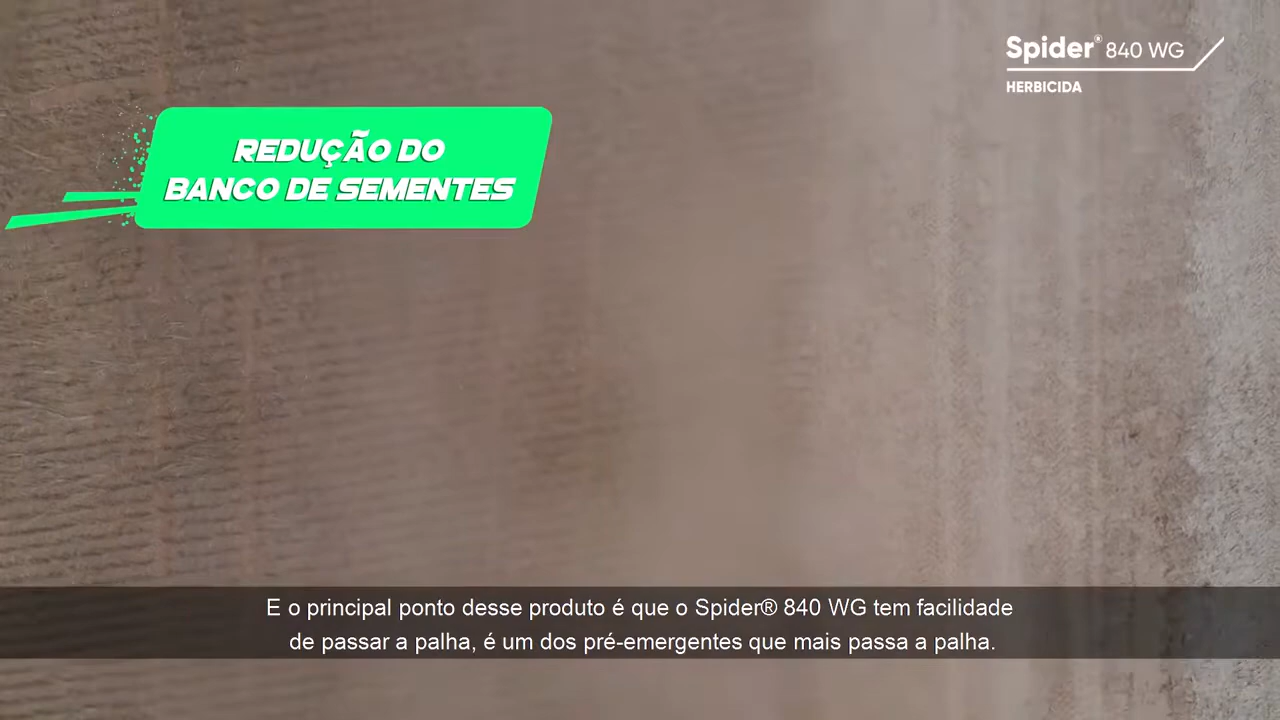 Spider® 840 WG
HERBICIDA
REDUÇÃO DO
BANCO DE SEMENTES
E o principal ponto desse produto é que o Spider® 840 WG tem facilidade
de passar a palha, é um dos pré-emergentes que mais passa a palha.